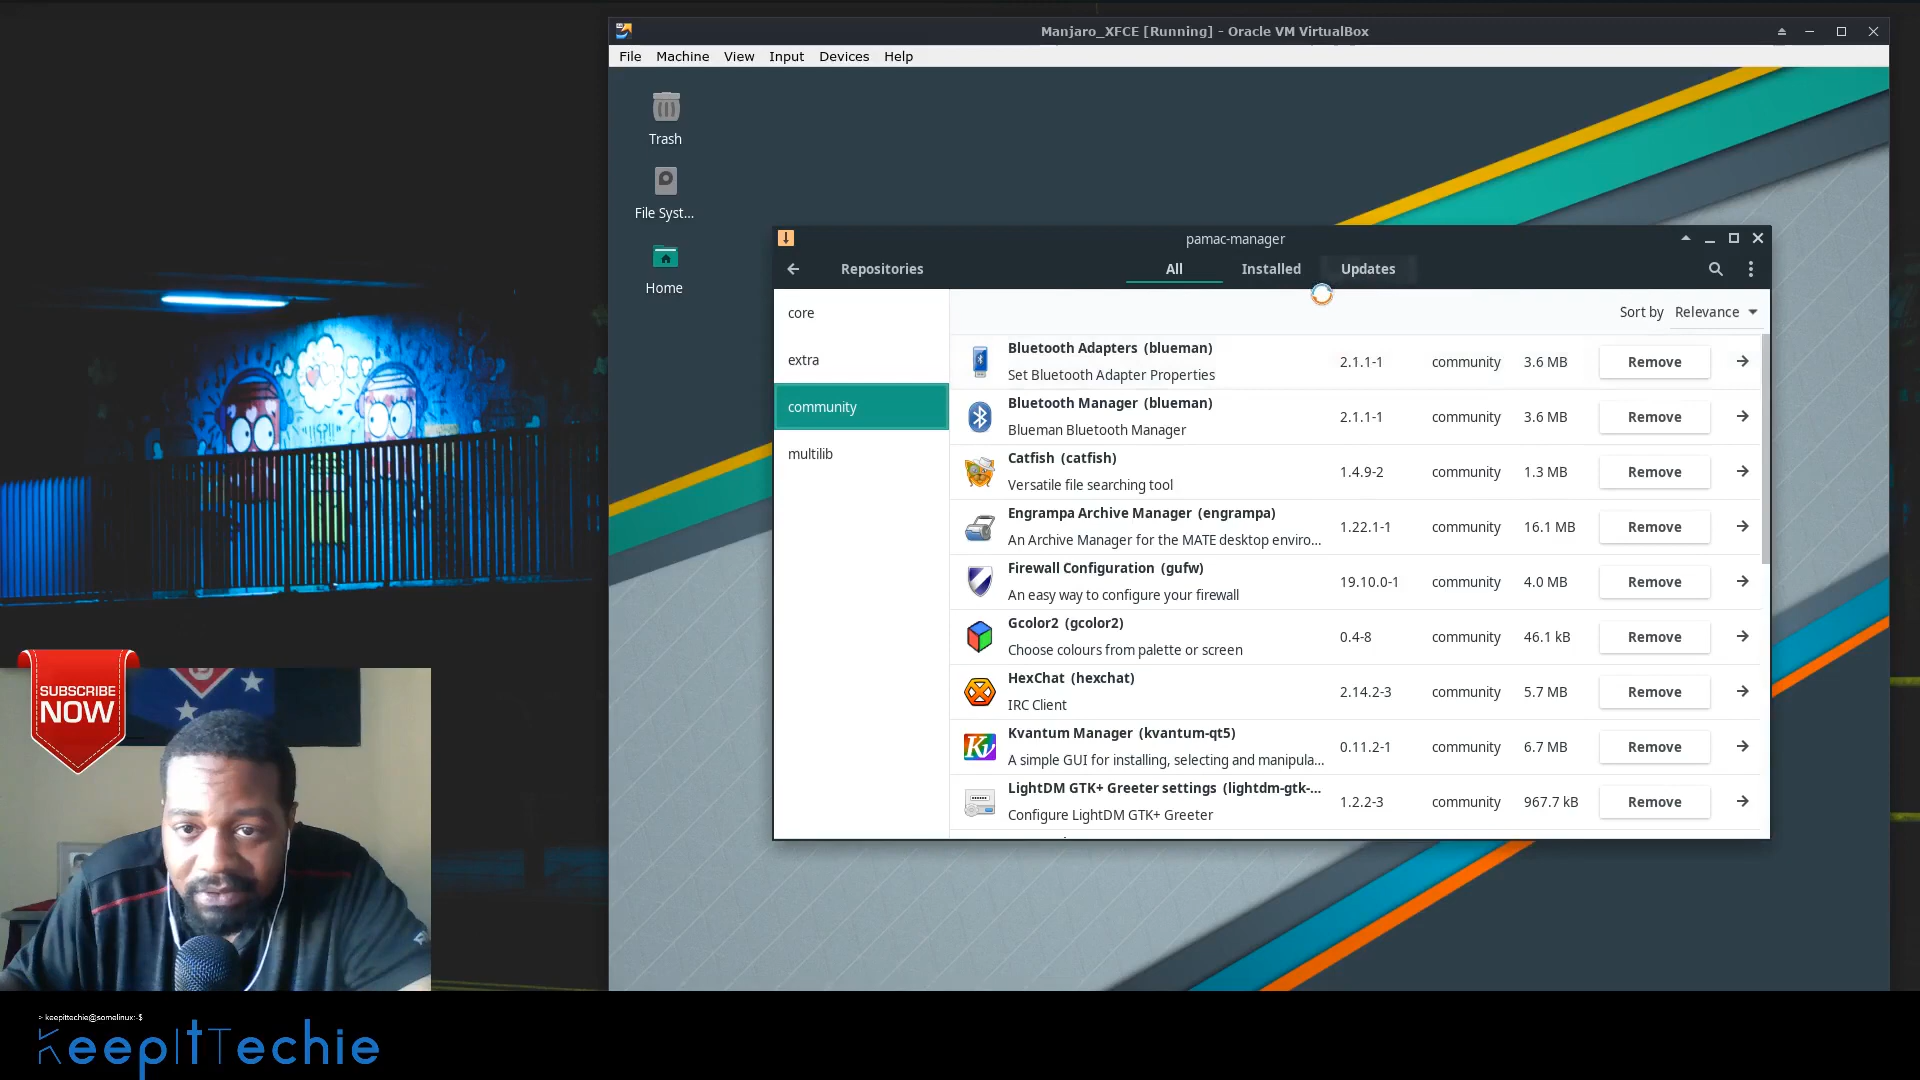 Manjaro_XFCE [Running] - Oracle VM VirtualBox
File Machine View Input Devices Help
Trash
File Syst...
Home
pamac-manager
Repositories All Installed Updates
core
extra
community
multilib
Sort by Relevance
Bluetooth Adapters (blueman)
Set Bluetooth Adapter Properties
2.1.1-1 community 3.6 MB Remove
Bluetooth Manager (blueman)
Blueman Bluetooth Manager
2.1.1-1 community 3.6 MB Remove
Catfish (catfish)
Versatile file searching tool
1.4.9-2 community 1.3 MB Remove
Engrampa Archive Manager (engrampa)
An Archive Manager for the MATE desktop enviro...
1.22.1-1 community 16.1 MB Remove
Firewall Configuration (gufw)
An easy way to configure your firewall
19.10.0-1 community 4.0 MB Remove
Gcolor2 (gcolor2)
Choose colours from palette or screen
0.4-8 community 46.1 kB Remove
HexChat (hexchat)
IRC Client
2.14.2-3 community 5.7 MB Remove
Kvantum Manager (kvantum-qt5)
A simple GUI for installing, selecting and manipula...
0.11.2-1 community 6.7 MB Remove
LightDM GTK+ Greeter settings (lightdm-gtk-...
Configure LightDM GTK+ Greeter
1.2.2-3 community 967.7 kB Remove
SUBSCRIBE
NOW
> keepittechie@somelinux:-$
KeepItTechie